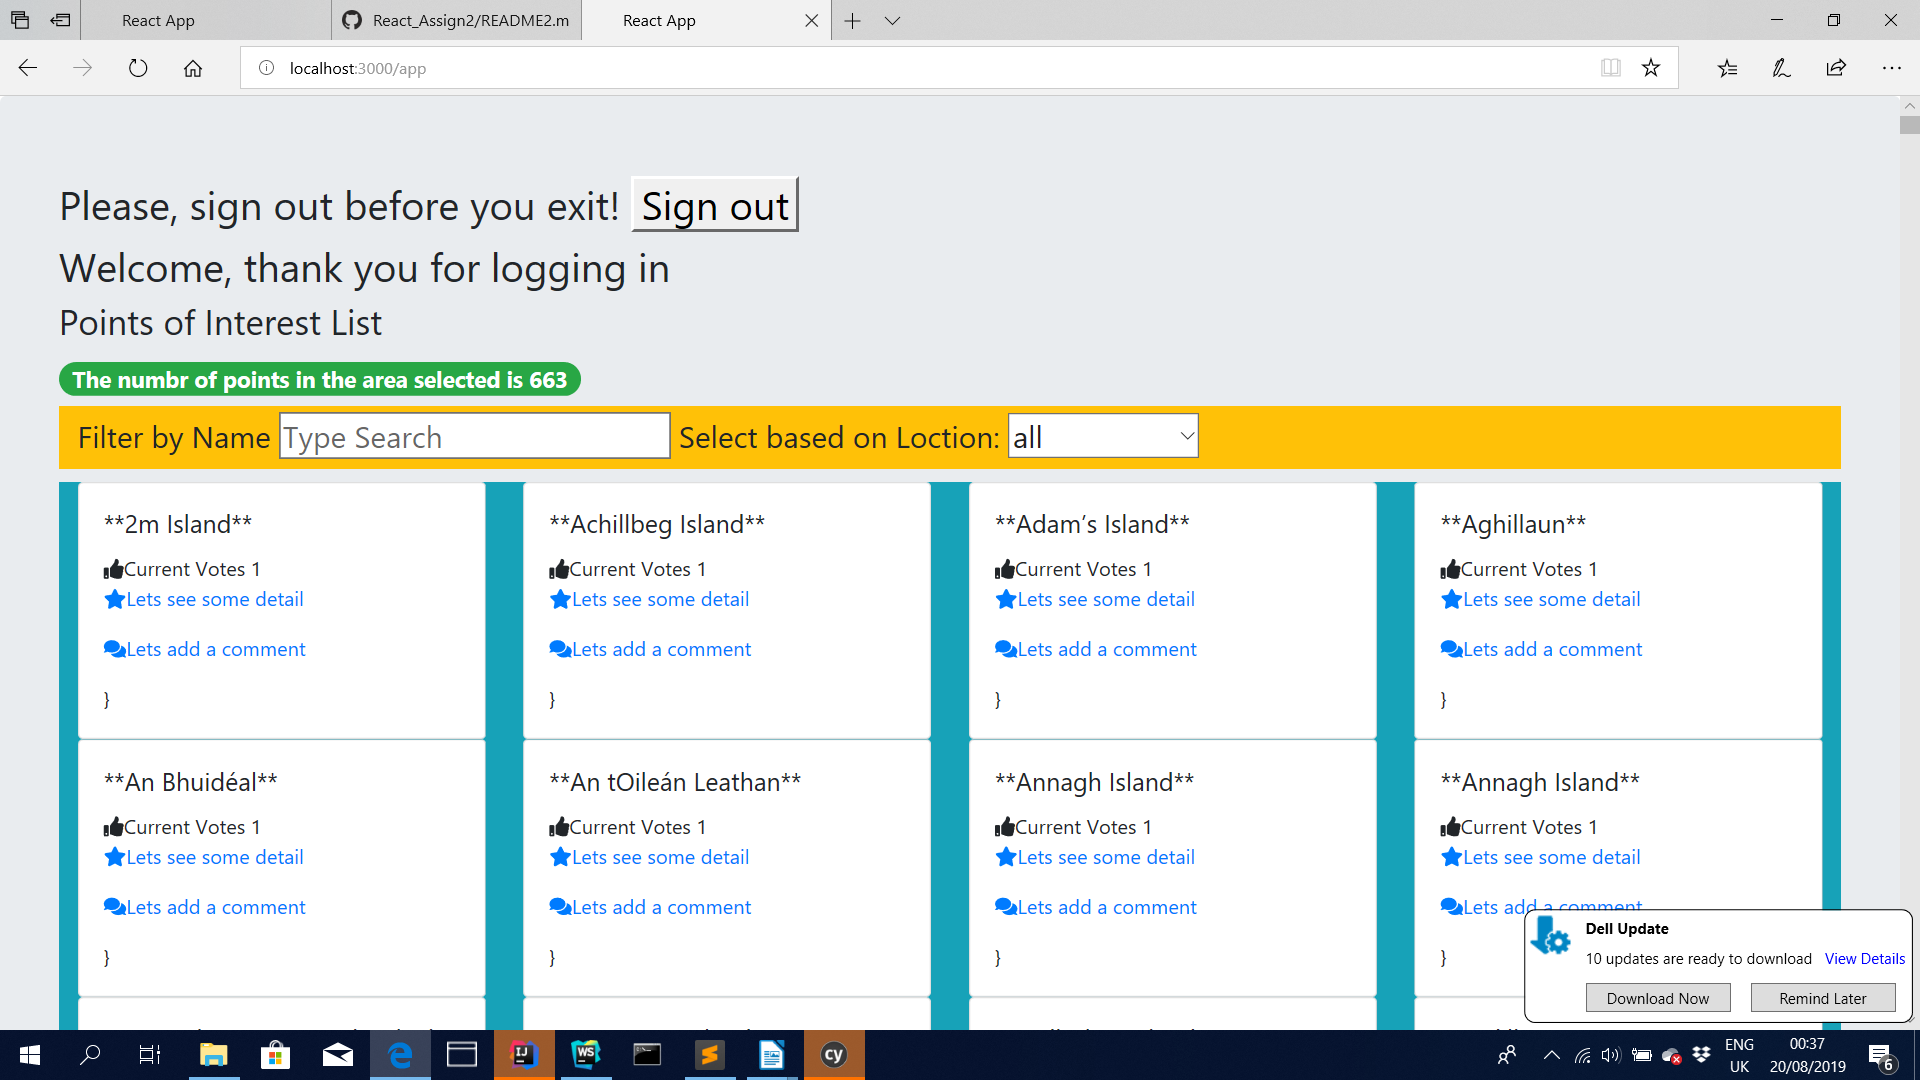 React App
React_Assign2/README2.m
React App
localhost:3000/app
Please, sign out before you exit! Sign out
Welcome, thank you for logging in
Points of Interest List
The numbr of points in the area selected is 663
Filter by Name Type Search Select based on Loction: all
**2m Island** **Achillbeg Island** **Adam’s Island** **Aghillaun**
Current Votes 1 Current Votes 1 Current Votes 1 Current Votes 1
Lets see some detail Lets see some detail Lets see some detail Lets see some detail
Lets add a comment Lets add a comment Lets add a comment Lets add a comment
} } } }
**An Bhuidéal** **An tOileán Leathan** **Annagh Island** **Annagh Island**
Current Votes 1 Current Votes 1 Current Votes 1 Current Votes 1
Lets see some detail Lets see some detail Lets see some detail Lets see some detail
Lets add a comment Lets add a comment Lets add a comment Lets add a comment
} } } }
Dell Update
10 updates are ready to download View Details
Download Now Remind Later
IJ WS cy
ENG 00:37
UK 20/08/2019 6